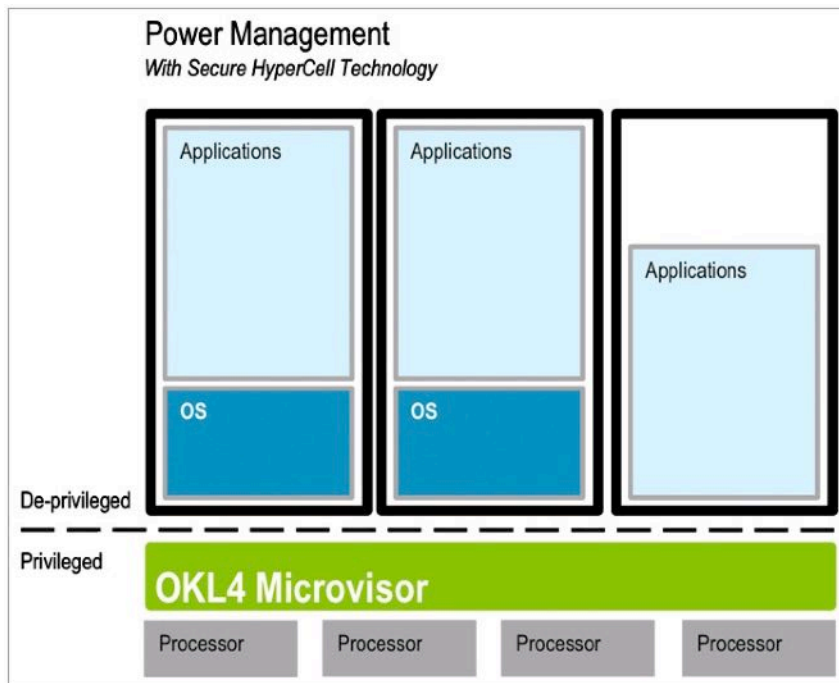 Power Management
With Secure HyperCell Technology
Applications
Applications
Applications
OS
OS
De-privileged
Privileged
OKL4 Microvisor
Processor
Processor
Processor
Processor